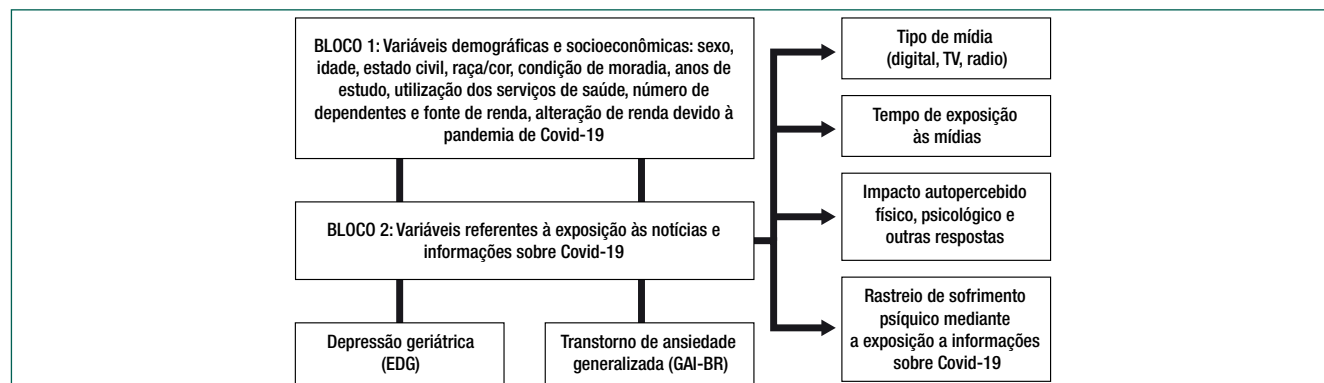 BLOCO 1: Variáveis demográficas e socioeconômicas: sexo,
idade, estado civil, raça/cor, condição de moradia, anos de
estudo, utilização dos serviços de saúde, número de
dependentes e fonte de renda, alteração de renda devido à
pandemia de Covid-19
BLOCO 2: Variáveis referentes à exposição às notícias e
informações sobre Covid-19
Depressão geriátrica
(EDG)
Transtorno de ansiedade
generalizada (GAI-BR)
Tipo de mídia
(digital, TV, radio)
Tempo de exposição
às mídias
Impacto autopercebido
físico, psicológico e
outras respostas
Rastreio de sofrimento
psíquico mediante
a exposição a informações
sobre Covid-19